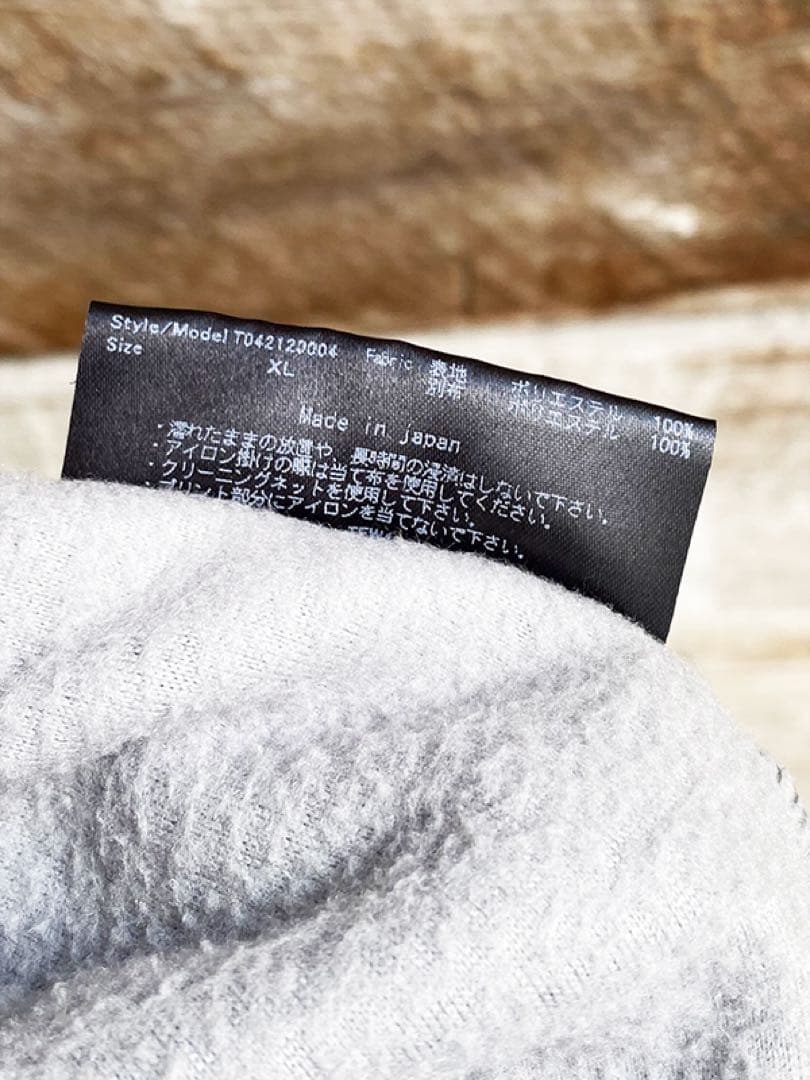 Style/Model T042120004 Fabric 表地 ポリエステル 100%
Size XL 別布 ポリエステル 100%
Made in japan
・濡れたままの放置や、長時間の浸漬はしないで下さい。
・アイロン掛けの際は当て布を使用してください。
・クリーニングネットを使用して下さい。
・プリント部分にアイロンを当てないで下さい。